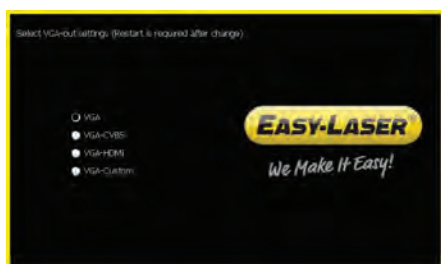 Select VGA-out settings (Restart is required after change)
VGA
VGA-CVBS
VGA-HDMI
VGA-Custom
EASY-LASER®
We Make It Easy!